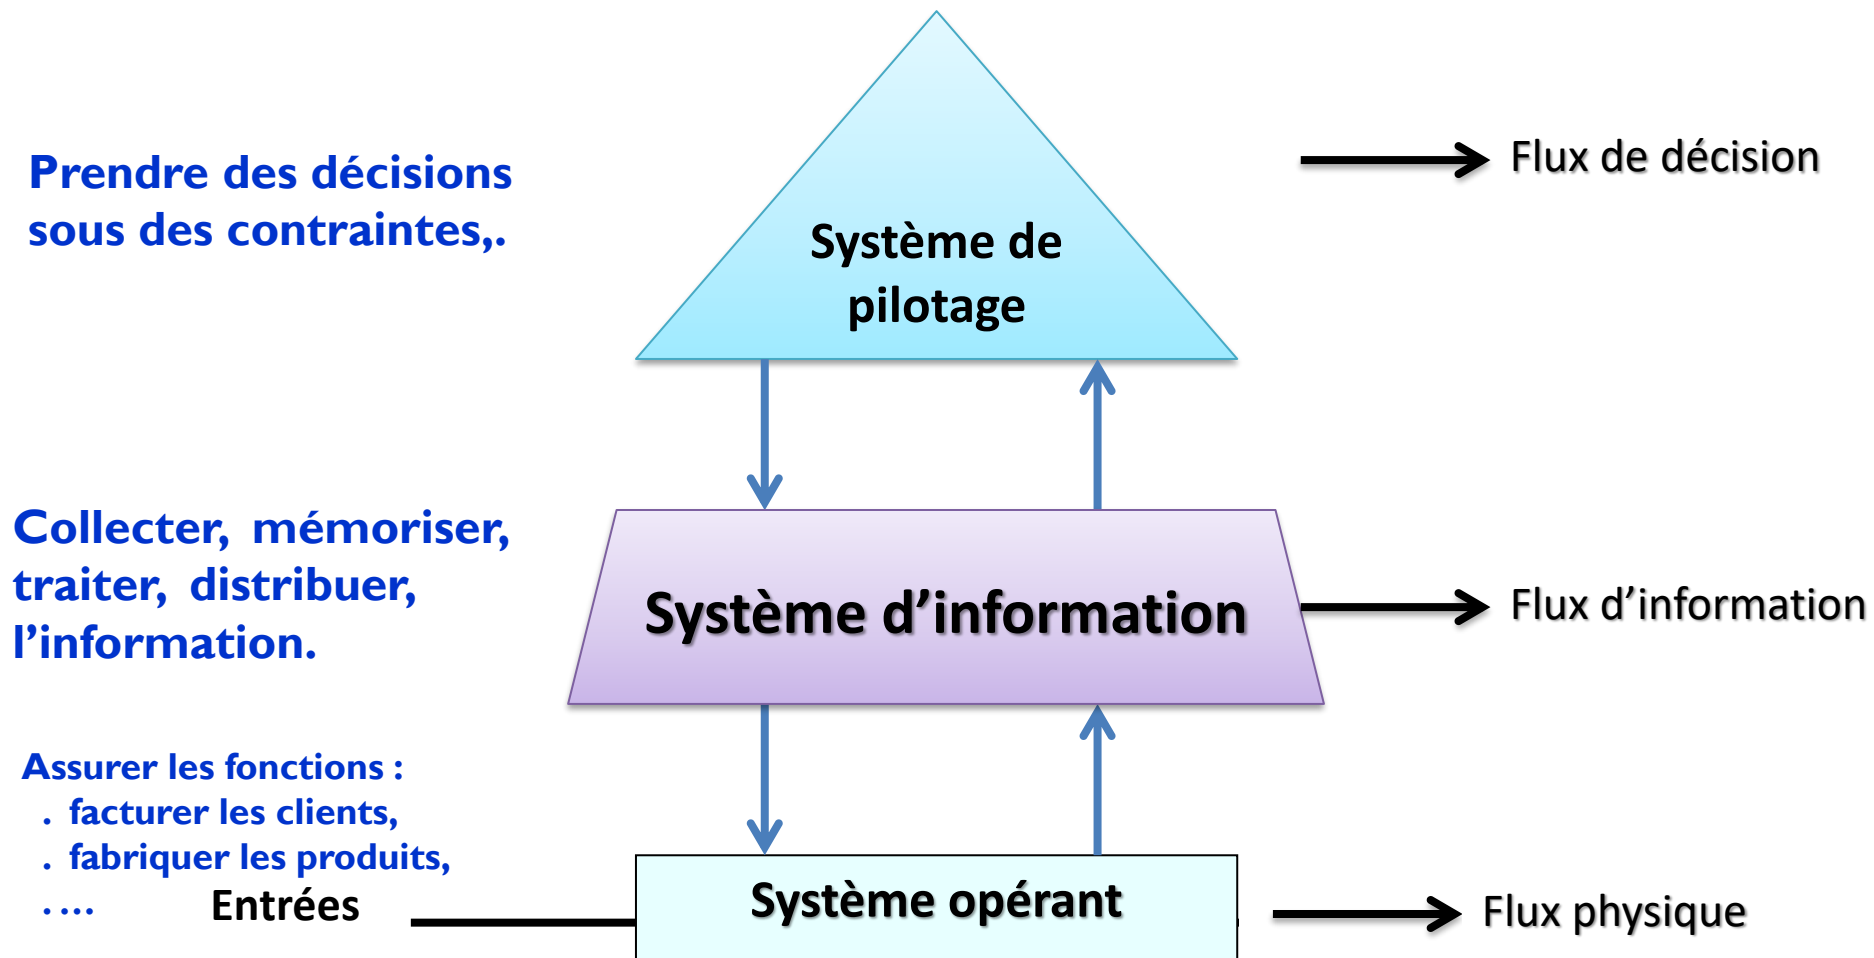 Prendre des décisions
sous des contraintes,.
Système de
pilotage
Flux de décision
Collecter, mémoriser,
traiter, distribuer,
l’information.
Système d’information
Flux d’information
Assurer les fonctions :
. facturer les clients,
. fabriquer les produits,
. ...
Entrées
Système opérant
Flux physique